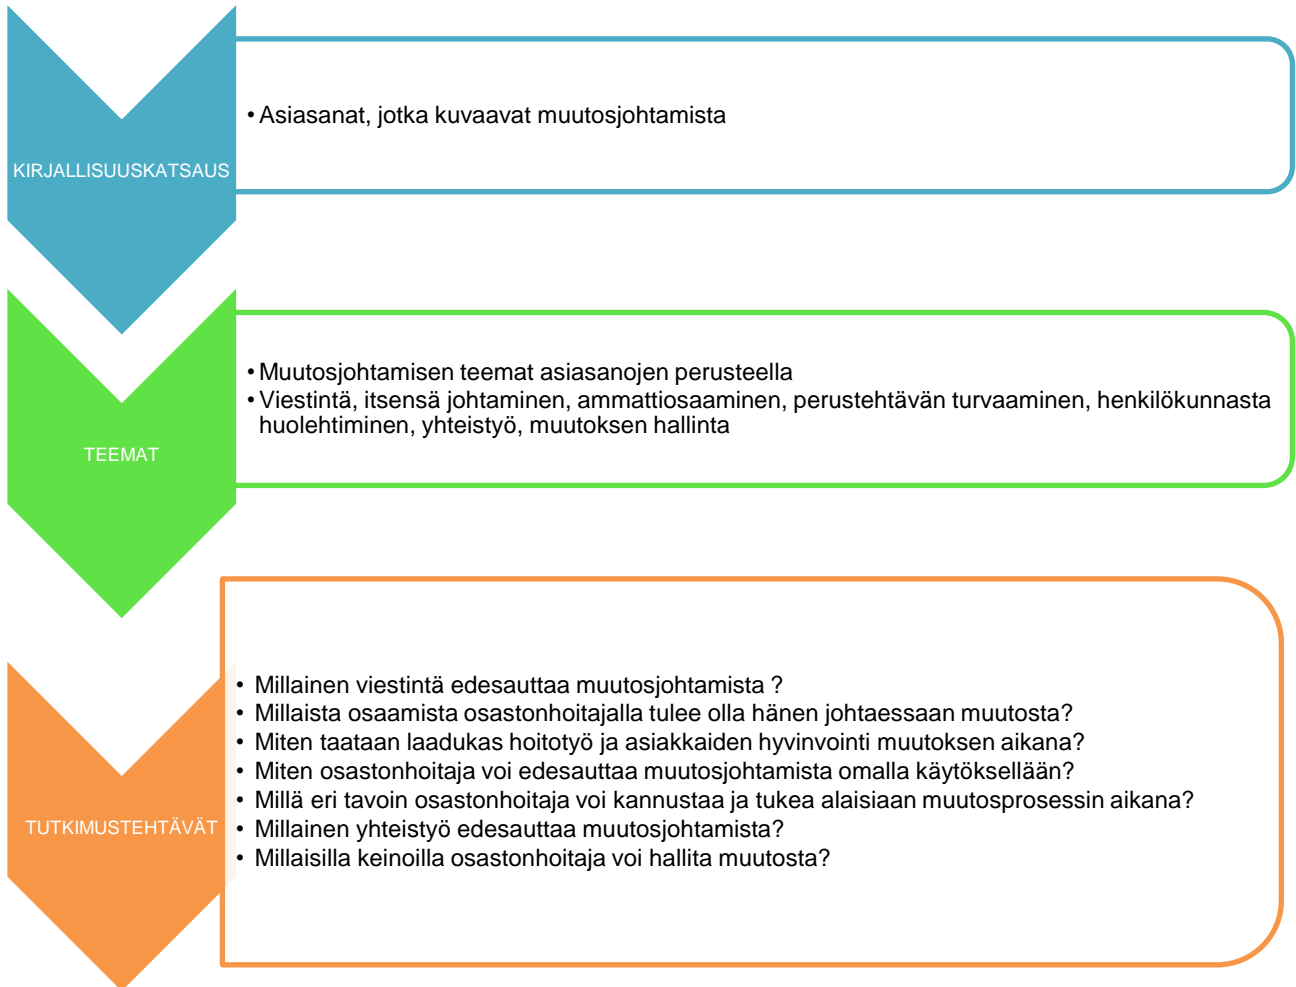 KIRJALLISUUSKATSAUS
• Asiasanat, jotka kuvaavat muutosjohtamista
TEEMAT
• Muutosjohtamisen teemat asiasanojen perusteella
• Viestintä, itsensä johtaminen, ammattiosaaminen, perustehtävän turvaaminen, henkilökunnasta
huolehtiminen, yhteistyö, muutoksen hallinta
TUTKIMUSTEHTÄVÄT
• Millainen viestintä edesauttaa muutosjohtamista ?
• Millaista osaamista osastonhoitajalla tulee olla hänen johtaessaan muutosta?
• Miten taataan laadukas hoitotyö ja asiakkaiden hyvinvointi muutoksen aikana?
• Miten osastonhoitaja voi edesauttaa muutosjohtamista omalla käytöksellään?
• Millä eri tavoin osastonhoitaja voi kannustaa ja tukea alaisiaan muutosprosessin aikana?
• Millainen yhteistyö edesauttaa muutosjohtamista?
• Millaisilla keinoilla osastonhoitaja voi hallita muutosta?